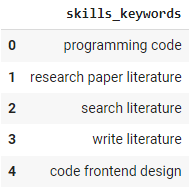 skills_keywords
0 programming code
1 research paper literature
2 search literature
3 write literature
4 code frontend design